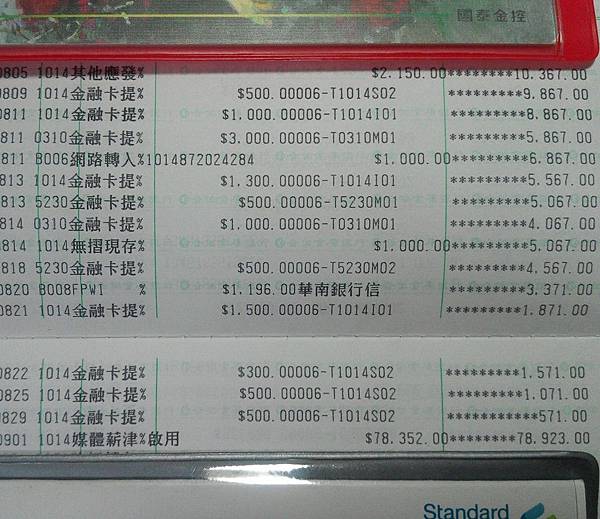 國泰金控
0805 1014其他應發% $2.150.00********10.367.00
0809 1014金融卡提% $500.00006-T1014S02 *********9.867.00
0811 1014金融卡提% $1.000.00006-T1014I01 *********8.867.00
0811 0310金融卡提% $3.000.00006-T0310M01 *********5.867.00
0811 8006網路轉入%1014872024284 $1.000.00*********6.867.00
0813 1014金融卡提% $1.300.00006-T1014I01 *********5.567.00
0813 5230金融卡提% $500.00006-T5230M01 *********5.067.00
0814 0310金融卡提% $1.000.00006-T0310M01 *********4.067.00
0814 1014無摺現存% $1.000.00*********5.067.00
0818 5230金融卡提% $500.00006-T5230M02 *********4.567.00
0820 8008FPWI % $1.196.00華南銀行信 *********3.371.00
0821 1014金融卡提% $1.500.00006-T1014I01 *********1.871.00
0822 1014金融卡提% $300.00006-T1014S02 *********1.571.00
0825 1014金融卡提% $500.00006-T1014S02 *********1.071.00
0829 1014金融卡提% $500.00006-T1014S02 ***********571.00
0901 1014媒體薪津%啟用 $78.352.00********78.923.00
Standard